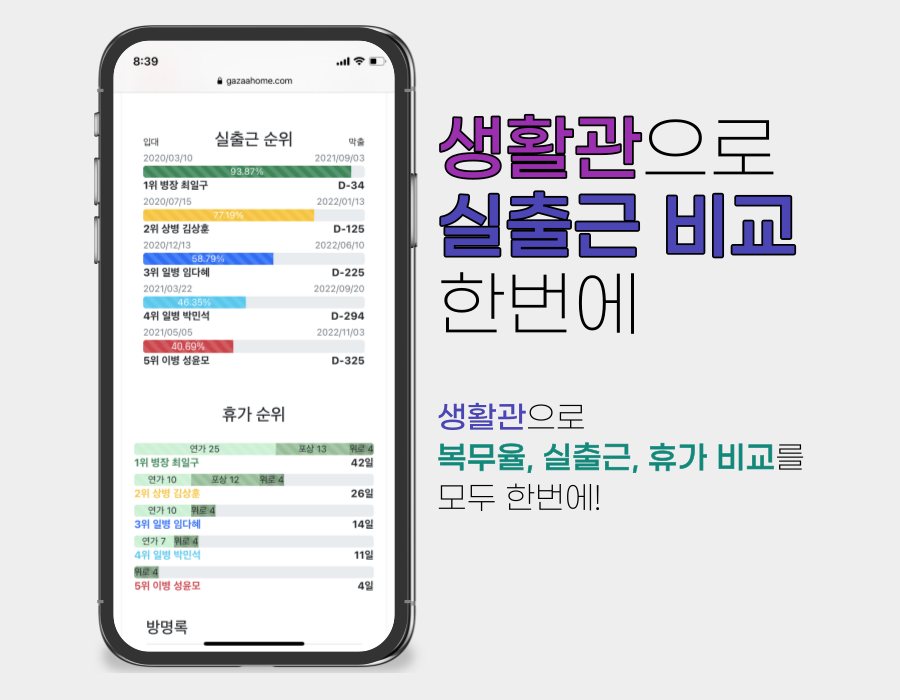 8:39
gazaahome.com
입대 실출근 순위 막출
2020/03/10 2021/09/03
93.87%
1위 병장 최일구 D-34
2020/07/15 2022/01/13
77.19%
2위 상병 김상훈 D-125
2020/12/13 2022/06/10
58.79%
3위 일병 임다혜 D-225
2021/03/22 2022/09/20
46.35%
4위 일병 박민석 D-294
2021/05/05 2022/11/03
40.69%
5위 이병 성윤모 D-325
휴가 순위
연가 25 포상 13 위로 4
1위 병장 최일구 42일
연가 10 포상 12 위로 4
2위 상병 김상훈 26일
연가 10 위로 4
3위 일병 임다혜 14일
연가 7 위로 4
4위 일병 박민석 11일
위로 4
5위 이병 성윤모 4일
방명록
생활관으로
실출근 비교
한번에
생활관으로
복무율, 실출근, 휴가 비교를
모두 한번에!